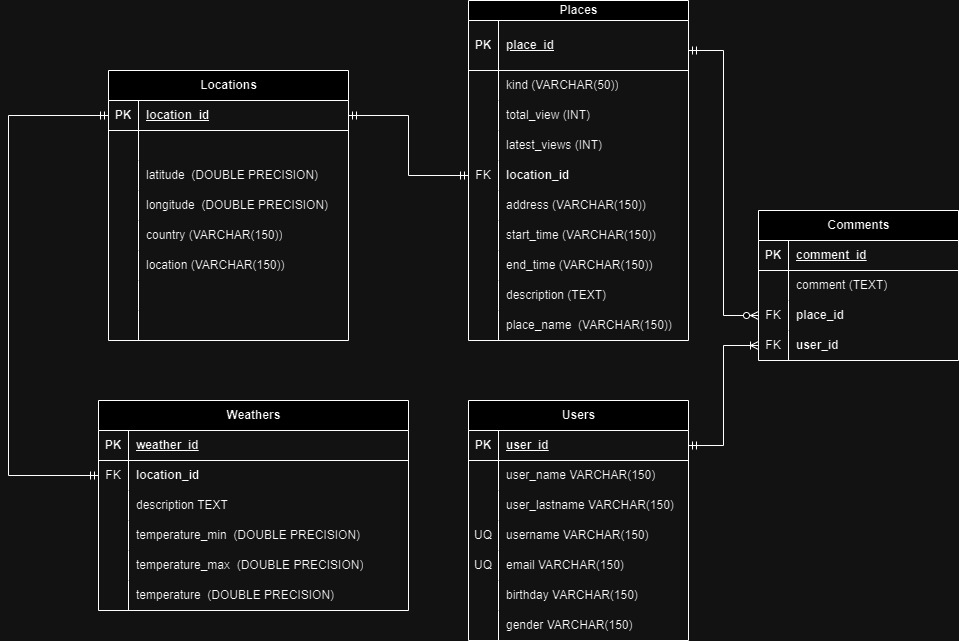 Places
PK place_id
kind (VARCHAR(50))
total_view (INT)
latest_views (INT)
FK location_id
address (VARCHAR(150))
start_time (VARCHAR(150))
end_time (VARCHAR(150))
description (TEXT)
place_name (VARCHAR(150))
Locations
PK location_id
latitude (DOUBLE PRECISION)
longitude (DOUBLE PRECISION)
country (VARCHAR(150))
location (VARCHAR(150))
Comments
PK comment_id
comment (TEXT)
FK place_id
FK user_id
Weathers
PK weather_id
FK location_id
description TEXT
temperature_min (DOUBLE PRECISION)
temperature_max (DOUBLE PRECISION)
temperature (DOUBLE PRECISION)
Users
PK user_id
user_name VARCHAR(150)
user_lastname VARCHAR(150)
UQ username VARCHAR(150)
UQ email VARCHAR(150)
birthday VARCHAR(150)
gender VARCHAR(150)